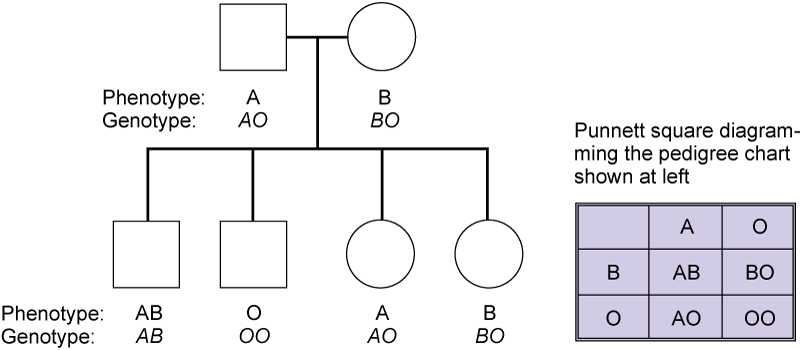 Phenotype: A B
Genotype: AO BO
Punnett square diagram-
ming the pedigree chart
shown at left
A O
B AB BO
O AO OO
Phenotype: AB O A B
Genotype: AB OO AO BO